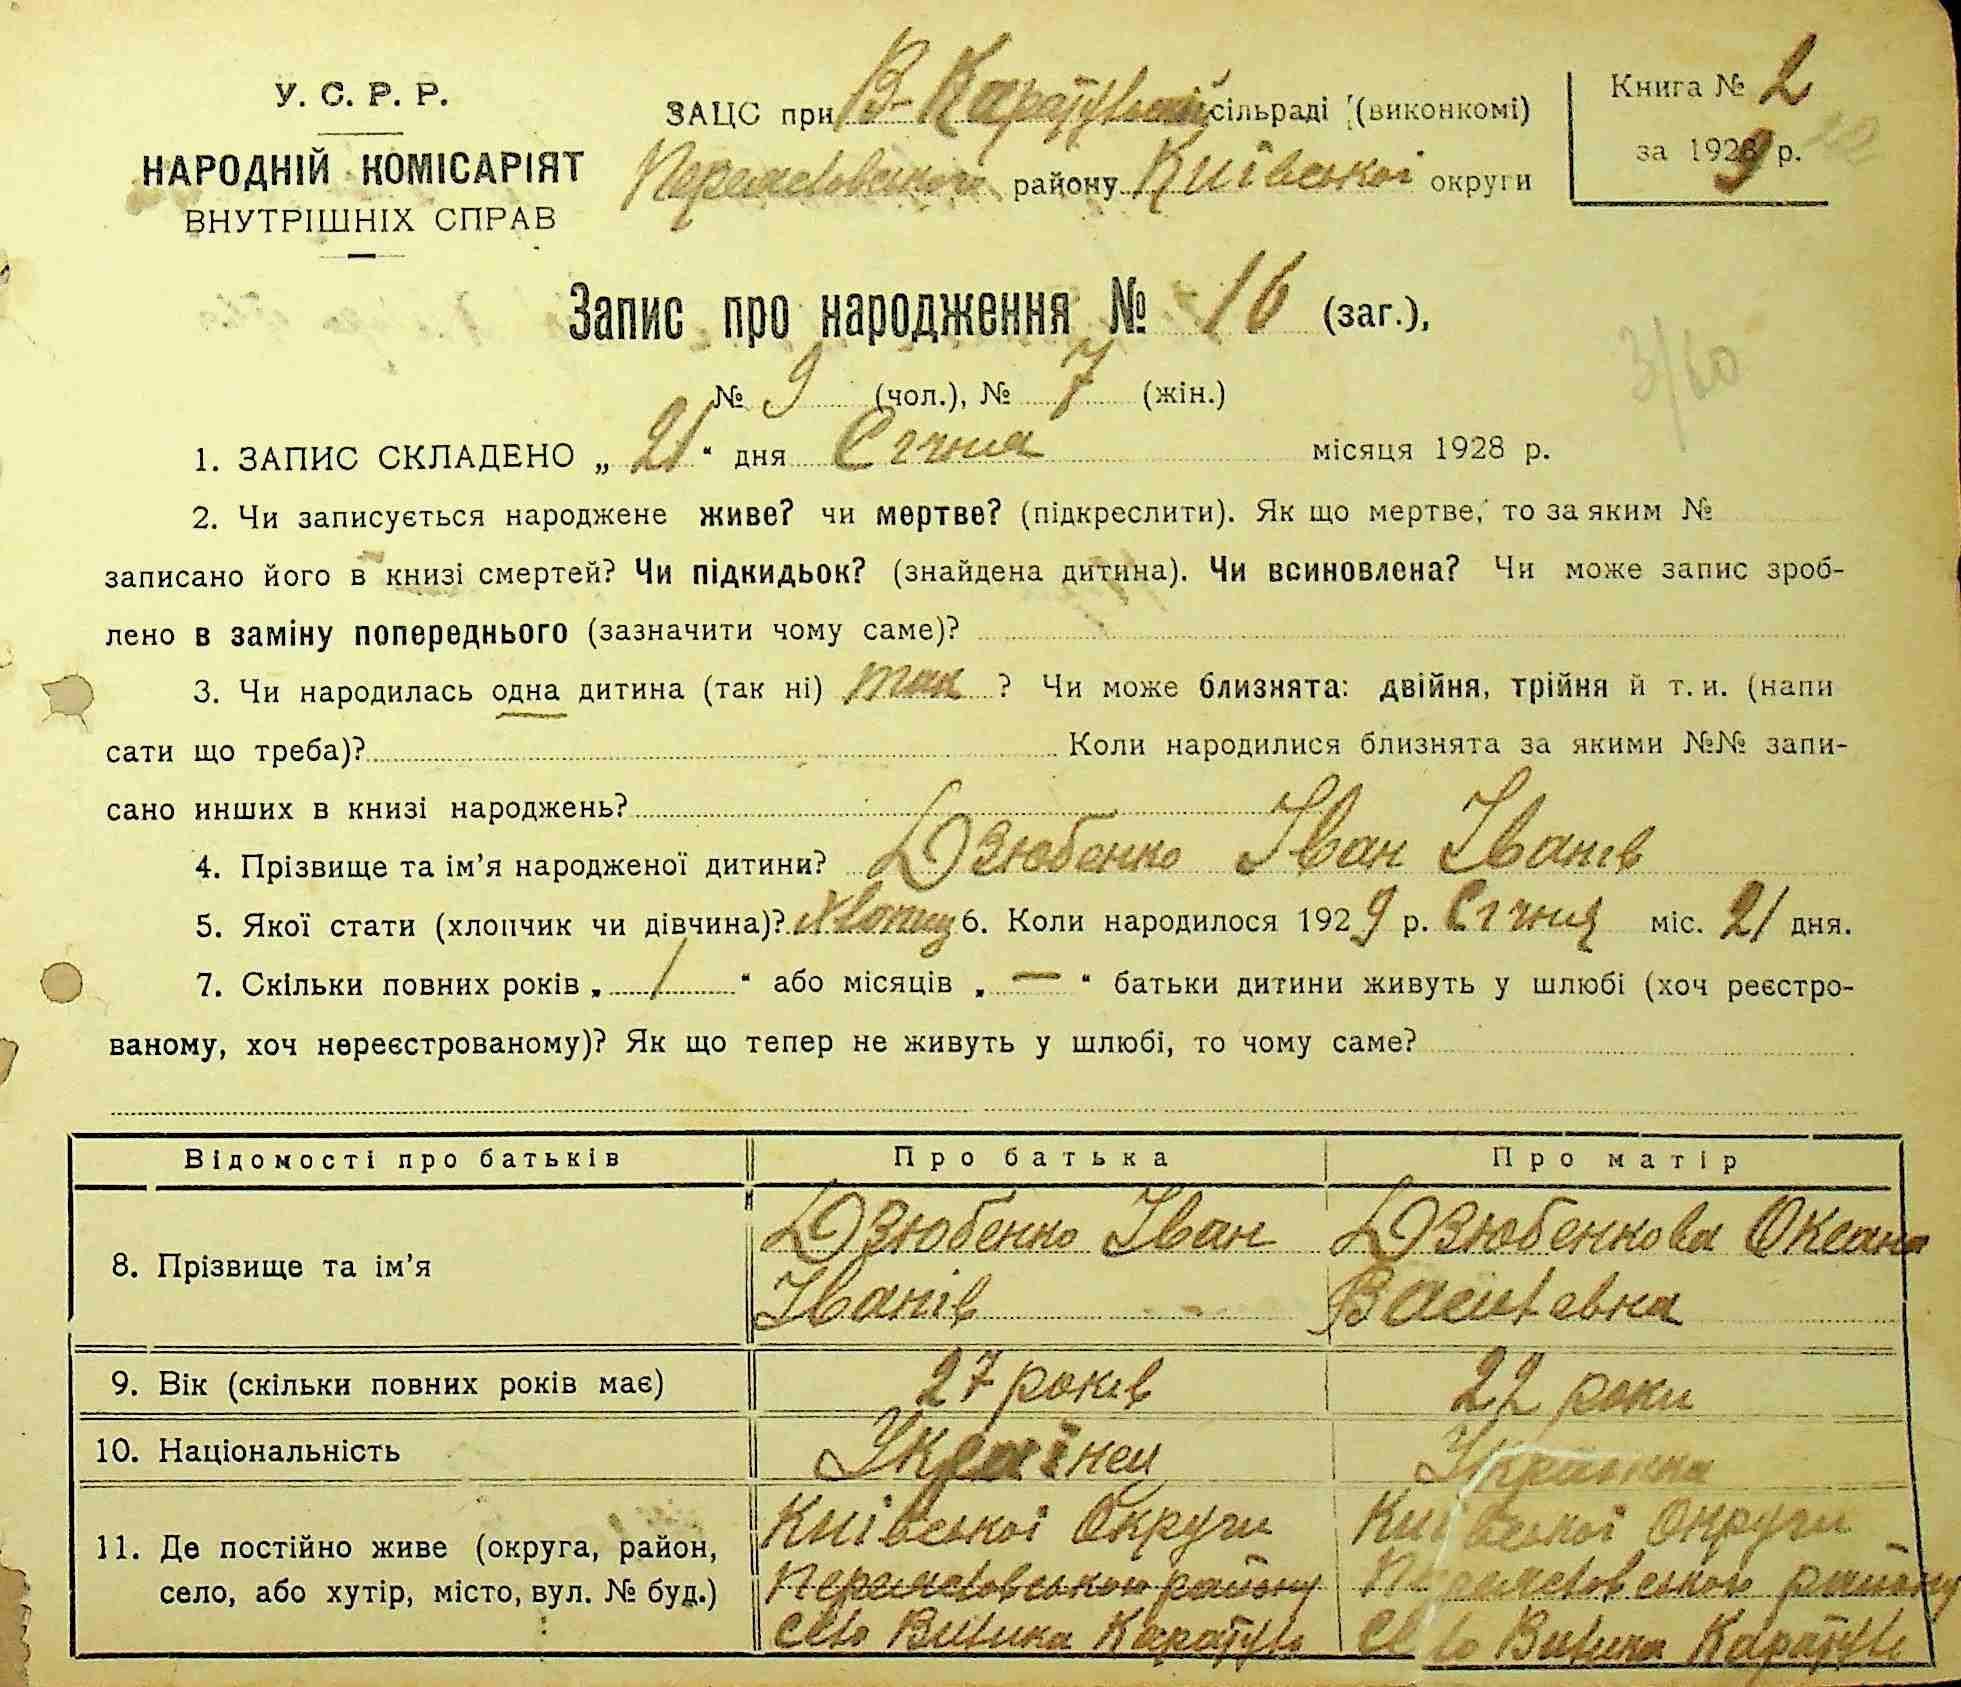 У. С. Р. Р.
НАРОДНІЙ КОМІСАРІЯТ
ВНУТРІШНІХ СПРАВ
ЗАЦС при В-Каратульскій сільраді (виконкомі)
району Київської округи
Книга № 2
за 1929 р.
Запис про народження № 16 (заг.),
3/60
№ 9 (чол.), № 7 (жін.)
1. ЗАПИС СКЛАДЕНО „ 21 “ дня Січня місяця 1928 р.
2. Чи записується народжене живе? чи мертве? (підкреслити). Як що мертве, то за яким №
записано його в книзі смертей? Чи підкидьок? (знайдена дитина). Чи всиновлена? Чи може запис зроб-
лено в заміну попереднього (зазначити чому саме)?
3. Чи народилась одна дитина (так ні) так ? Чи може близнята: двійня, трійня й т. и. (напи
сати що треба)? Коли народилися близнята за якими №№ запи-
сано инших в книзі народжень?
4. Прізвище та ім’я народженої дитини? Дзюбенко Іван Іванів
5. Якої стати (хлопчик чи дівчина)? 6. Коли народилося 1929 р. Січня міс. 21 дня.
7. Скільки повних років „ 1 “ або місяців „ — “ батьки дитини живуть у шлюбі (хоч реєстро-
ваному, хоч нереєстрованому)? Як що тепер не живуть у шлюбі, то чому саме?
Відомості про батьків Про батька Про матір
8. Прізвище та ім’я
Дзюбенко Іван
Іванів
Дзюбенкова Оксана
Василевна
9. Вік (скільки повних років має) 27 років 22 роки
10. Національність Українец Українка
11. Де постійно живе (округа, район,
село, або хутір, місто, вул. № буд.)
Київської Округи
району
Село Велика Каратуль
Київської Округи
району
Село Велика Каратуль